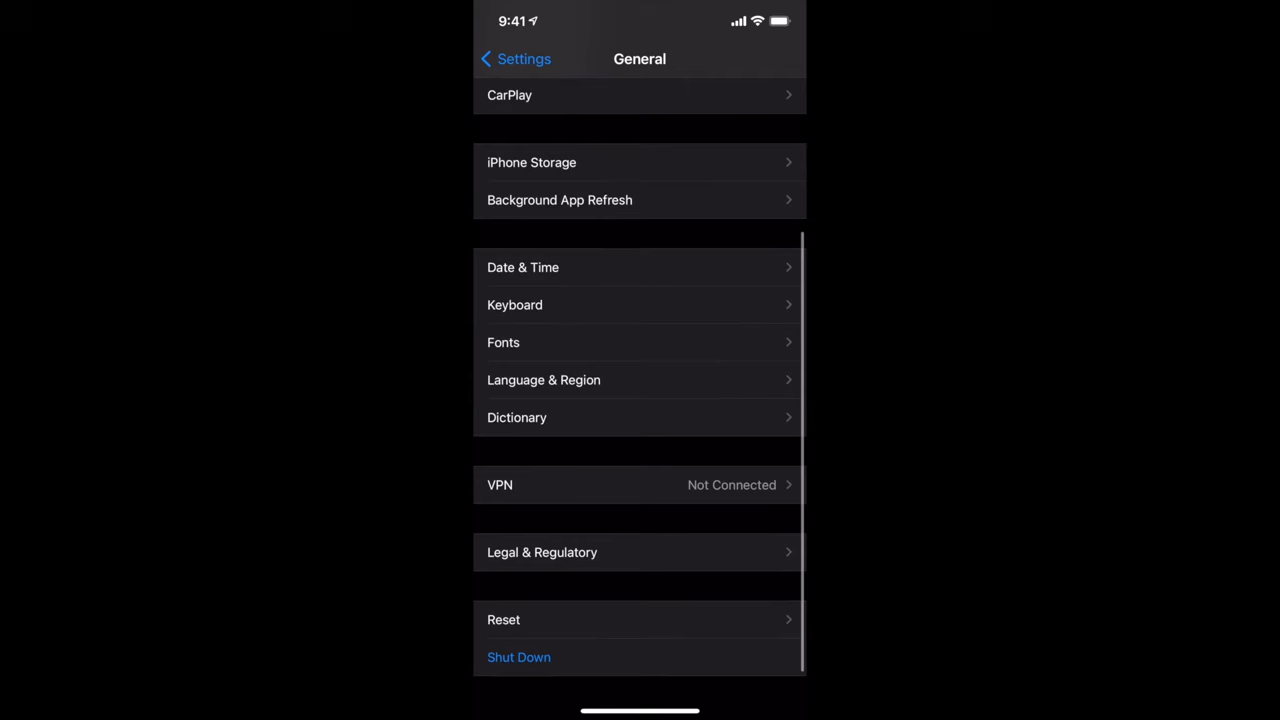 9:41
Settings
General
CarPlay
iPhone Storage
Background App Refresh
Date & Time
Keyboard
Fonts
Language & Region
Dictionary
VPN Not Connected
Legal & Regulatory
Reset
Shut Down